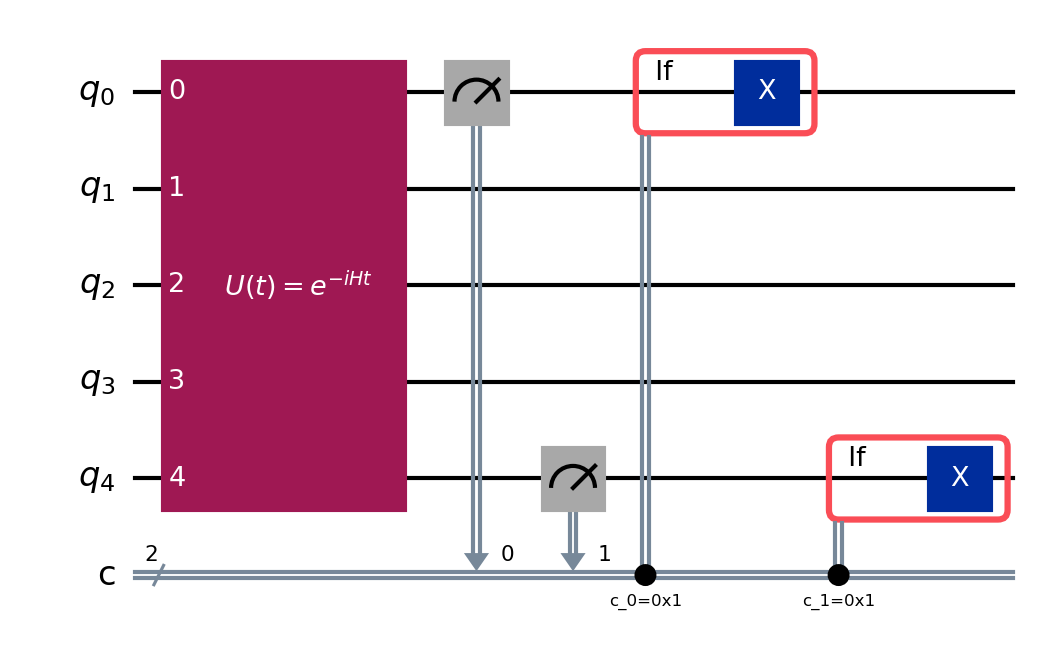 q₀ 0 If X
q₁ 1
q₂ 2 U(t) = e⁻ⁱᴴᵗ
q₃ 3
q₄ 4 If X
c 2 0 1
c_0=0x1 c_1=0x1